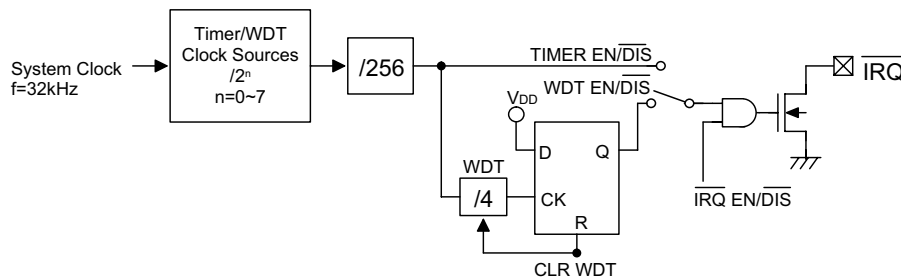 Timer/WDT
Clock Sources
/2ⁿ
n=0~7
System Clock
f=32kHz
/256
TIMER EN/DIS
IRQ
WDT EN/DIS
VDD
D
Q
WDT
/4
CK
R
IRQ EN/DIS
CLR WDT